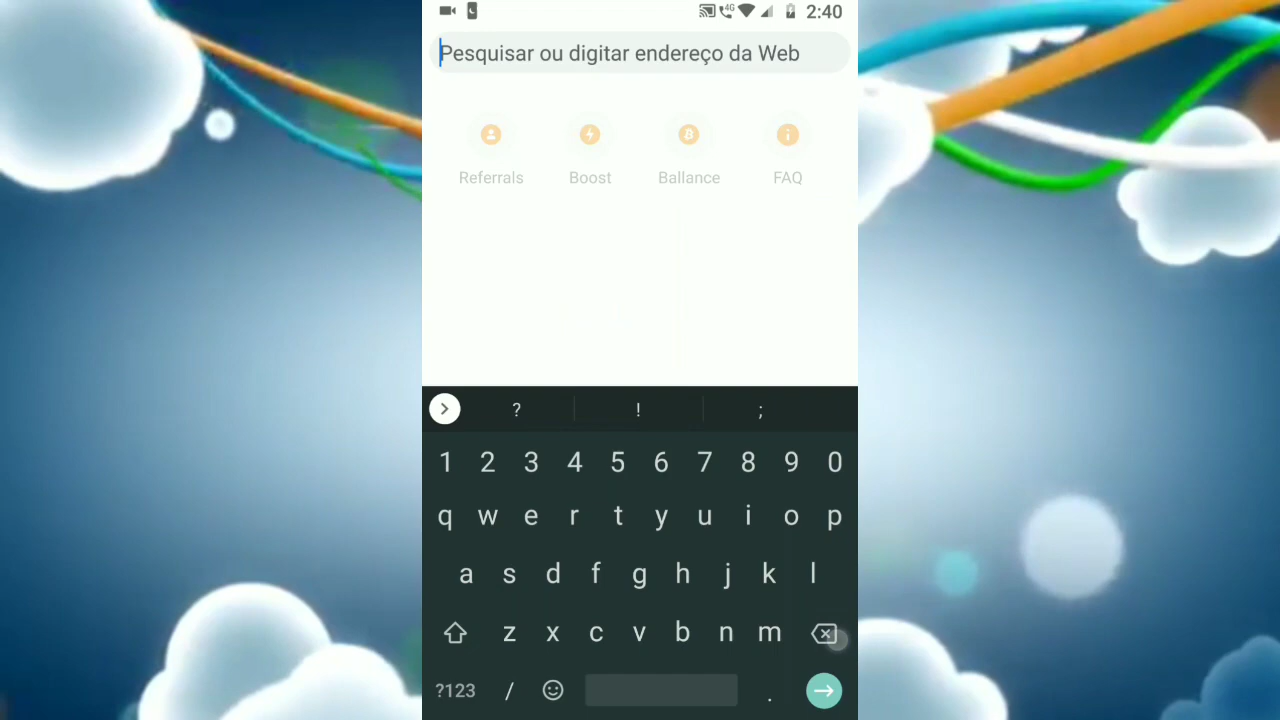 4G 2:40
Pesquisar ou digitar endereço da Web
Referrals Boost Ballance FAQ
? ! ;
1 2 3 4 5 6 7 8 9 0
q w e r t y u i o p
a s d f g h j k l
z x c v b n m
?123 / .